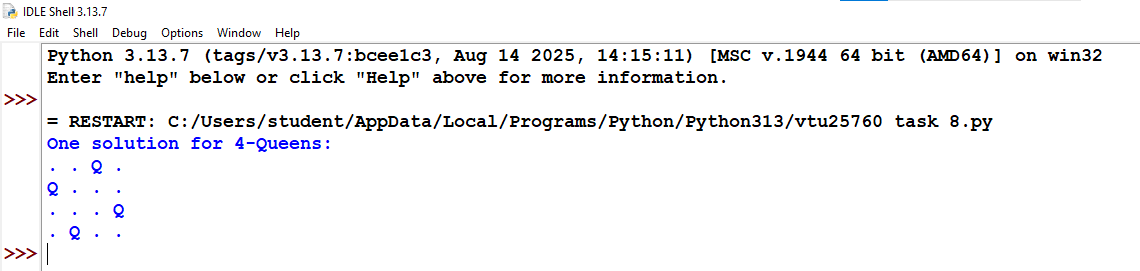 IDLE Shell 3.13.7
File Edit Shell Debug Options Window Help
Python 3.13.7 (tags/v3.13.7:bcee1c3, Aug 14 2025, 14:15:11) [MSC v.1944 64 bit (AMD64)] on win32
Enter "help" below or click "Help" above for more information.
>>>
= RESTART: C:/Users/student/AppData/Local/Programs/Python/Python313/vtu25760 task 8.py
One solution for 4-Queens:
. . Q .
Q . . .
. . . Q
. Q . .
>>>